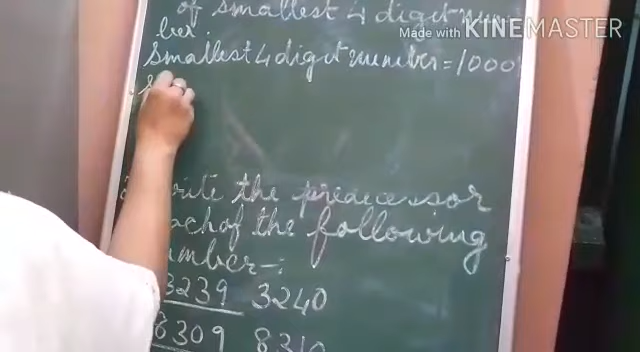 of smallest 4 digit num
ber.
Made with KINEMASTER
Smallest 4 digit number = 1000
S
Write the predecessor
each of the following
number :
3239 3240
8309 8310